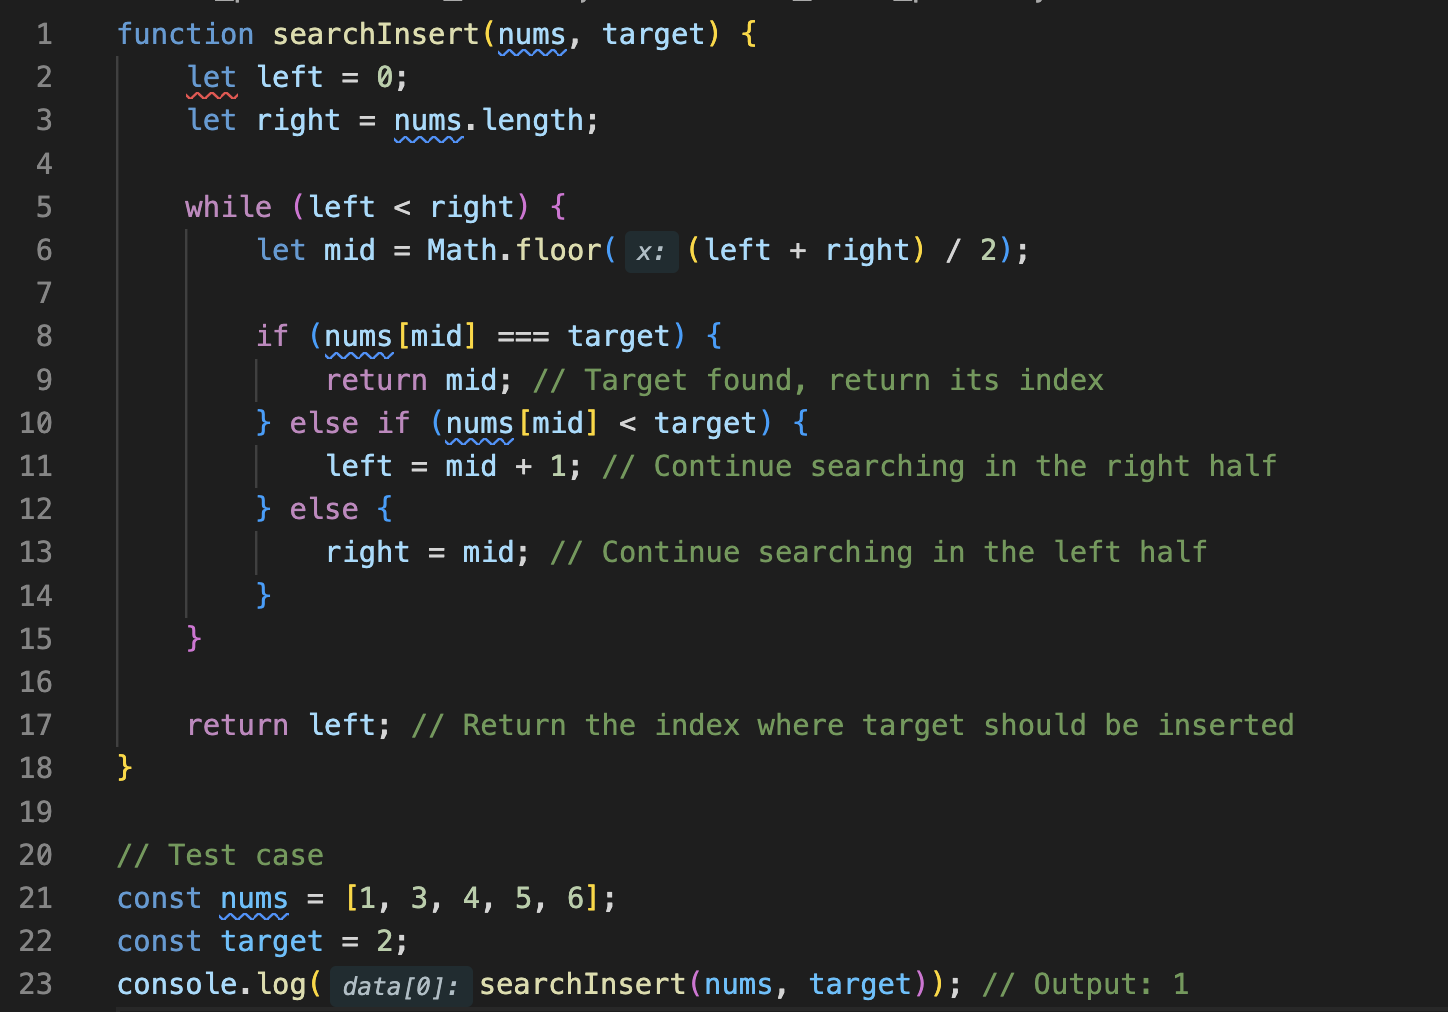 1 function searchInsert(nums, target) {
2     let left = 0;
3     let right = nums.length;
4
5     while (left < right) {
6         let mid = Math.floor( x: (left + right) / 2);
7
8         if (nums[mid] === target) {
9             return mid; // Target found, return its index
10         } else if (nums[mid] < target) {
11             left = mid + 1; // Continue searching in the right half
12         } else {
13             right = mid; // Continue searching in the left half
14         }
15     }
16
17     return left; // Return the index where target should be inserted
18 }
19
20 // Test case
21 const nums = [1, 3, 4, 5, 6];
22 const target = 2;
23 console.log( data[0]: searchInsert(nums, target)); // Output: 1